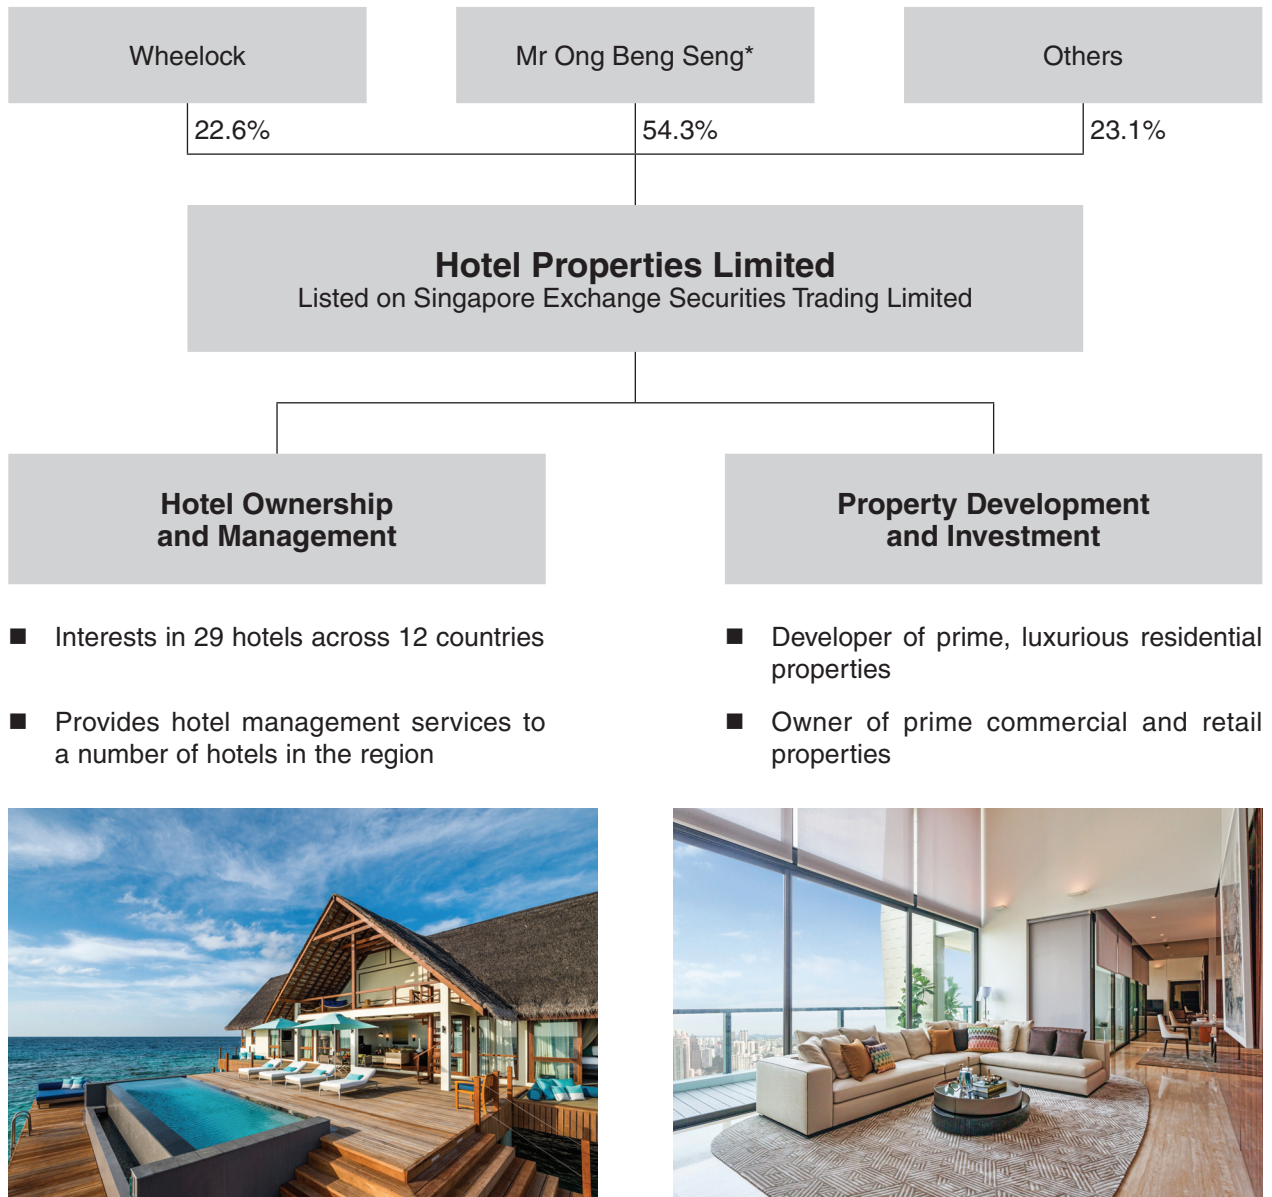 Wheelock
Mr Ong Beng Seng*
Others
22.6%
54.3%
23.1%
Hotel Properties Limited
Listed on Singapore Exchange Securities Trading Limited
Hotel Ownership
and Management
Property Development
and Investment
■ Interests in 29 hotels across 12 countries
■ Provides hotel management services to
a number of hotels in the region
■ Developer of prime, luxurious residential
properties
■ Owner of prime commercial and retail
properties